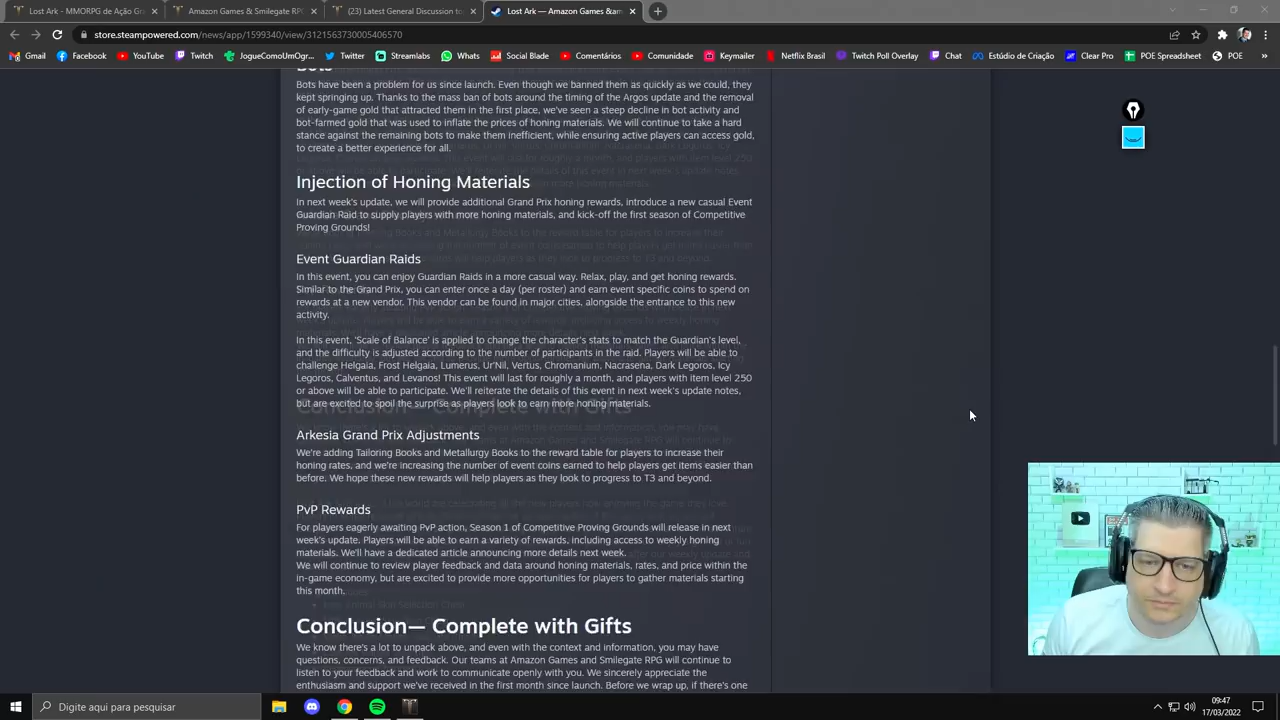 Lost Ark - MMORPG de Ação Gr
Amazon Games & Smilegate RPG
(23) Latest General Discussion to
Lost Ark — Amazon Games &am
store.steampowered.com/news/app/1599340/view/3121563730053406570
Gmail
Facebook
YouTube
Twitch
JogueComoUmOgr...
Twitter
Streamlabs
Whats
Social Blade
Comentários
Comunidade
Keymailer
Netflix Brasil
Twitch Poll Overlay
Chat
Estúdio de Criação
Clear Pro
POE Spreadsheet
POE
Bots
Bots have been a problem for us since launch. Even though we banned them as quickly as we could, they
kept springing up. Thanks to the mass ban of bots around the timing of the Argos update and the removal
of early-game gold that attracted them in the first place, we've seen a steep decline in bot activity and
bot-farmed gold that was used to inflate the prices of honing materials. We will continue to take a hard
stance against the remaining bots to make them inefficient, while ensuring active players can access gold,
to create a better experience for all.
Injection of Honing Materials
In next week's update, we will provide additional Grand Prix honing rewards, introduce a new casual Event
Guardian Raid to supply players with more honing materials, and kick-off the first season of Competitive
Proving Grounds!
Event Guardian Raids
In this event, you can enjoy Guardian Raids in a more casual way. Relax, play, and get honing rewards.
Similar to the Grand Prix, you can enter once a day (per roster) and earn event specific coins to spend on
rewards at a new vendor. This vendor can be found in major cities, alongside the entrance to this new
activity.
In this event, 'Scale of Balance' is applied to change the character's stats to match the Guardian's level,
and the difficulty is adjusted according to the number of participants in the raid. Players will be able to
challenge Helgaia, Frost Helgaia, Lumerus, Ur'Nil, Vertus, Chromanium, Nacrasena, Dark Legoros, Icy
Legoros, Calventus, and Levanos! This event will last for roughly a month, and players with item level 250
or above will be able to participate. We'll reiterate the details of this event in next week's update notes,
but are excited to spoil the surprise as players look to earn more honing materials.
Arkesia Grand Prix Adjustments
We're adding Tailoring Books and Metallurgy Books to the reward table for players to increase their
honing rates, and we're increasing the number of event coins earned to help players get items easier than
before. We hope these new rewards will help players as they look to progress to T3 and beyond.
PvP Rewards
For players eagerly awaiting PvP action, Season 1 of Competitive Proving Grounds will release in next
week's update. Players will be able to earn a variety of rewards, including access to weekly honing
materials. We'll have a dedicated article announcing more details next week.
We will continue to review player feedback and data around honing materials, rates, and price within the
in-game economy, but are excited to provide more opportunities for players to gather materials starting
this month.
Conclusion— Complete with Gifts
We know there's a lot to unpack above, and even with the context and information, you may have
questions, concerns, and feedback. Our teams at Amazon Games and Smilegate RPG will continue to
listen to your feedback and work to communicate openly with you. We sincerely appreciate the
enthusiasm and support we've received in the first month since launch. Before we wrap up, if there's one
Digite aqui para pesquisar
09:47
17/03/2022